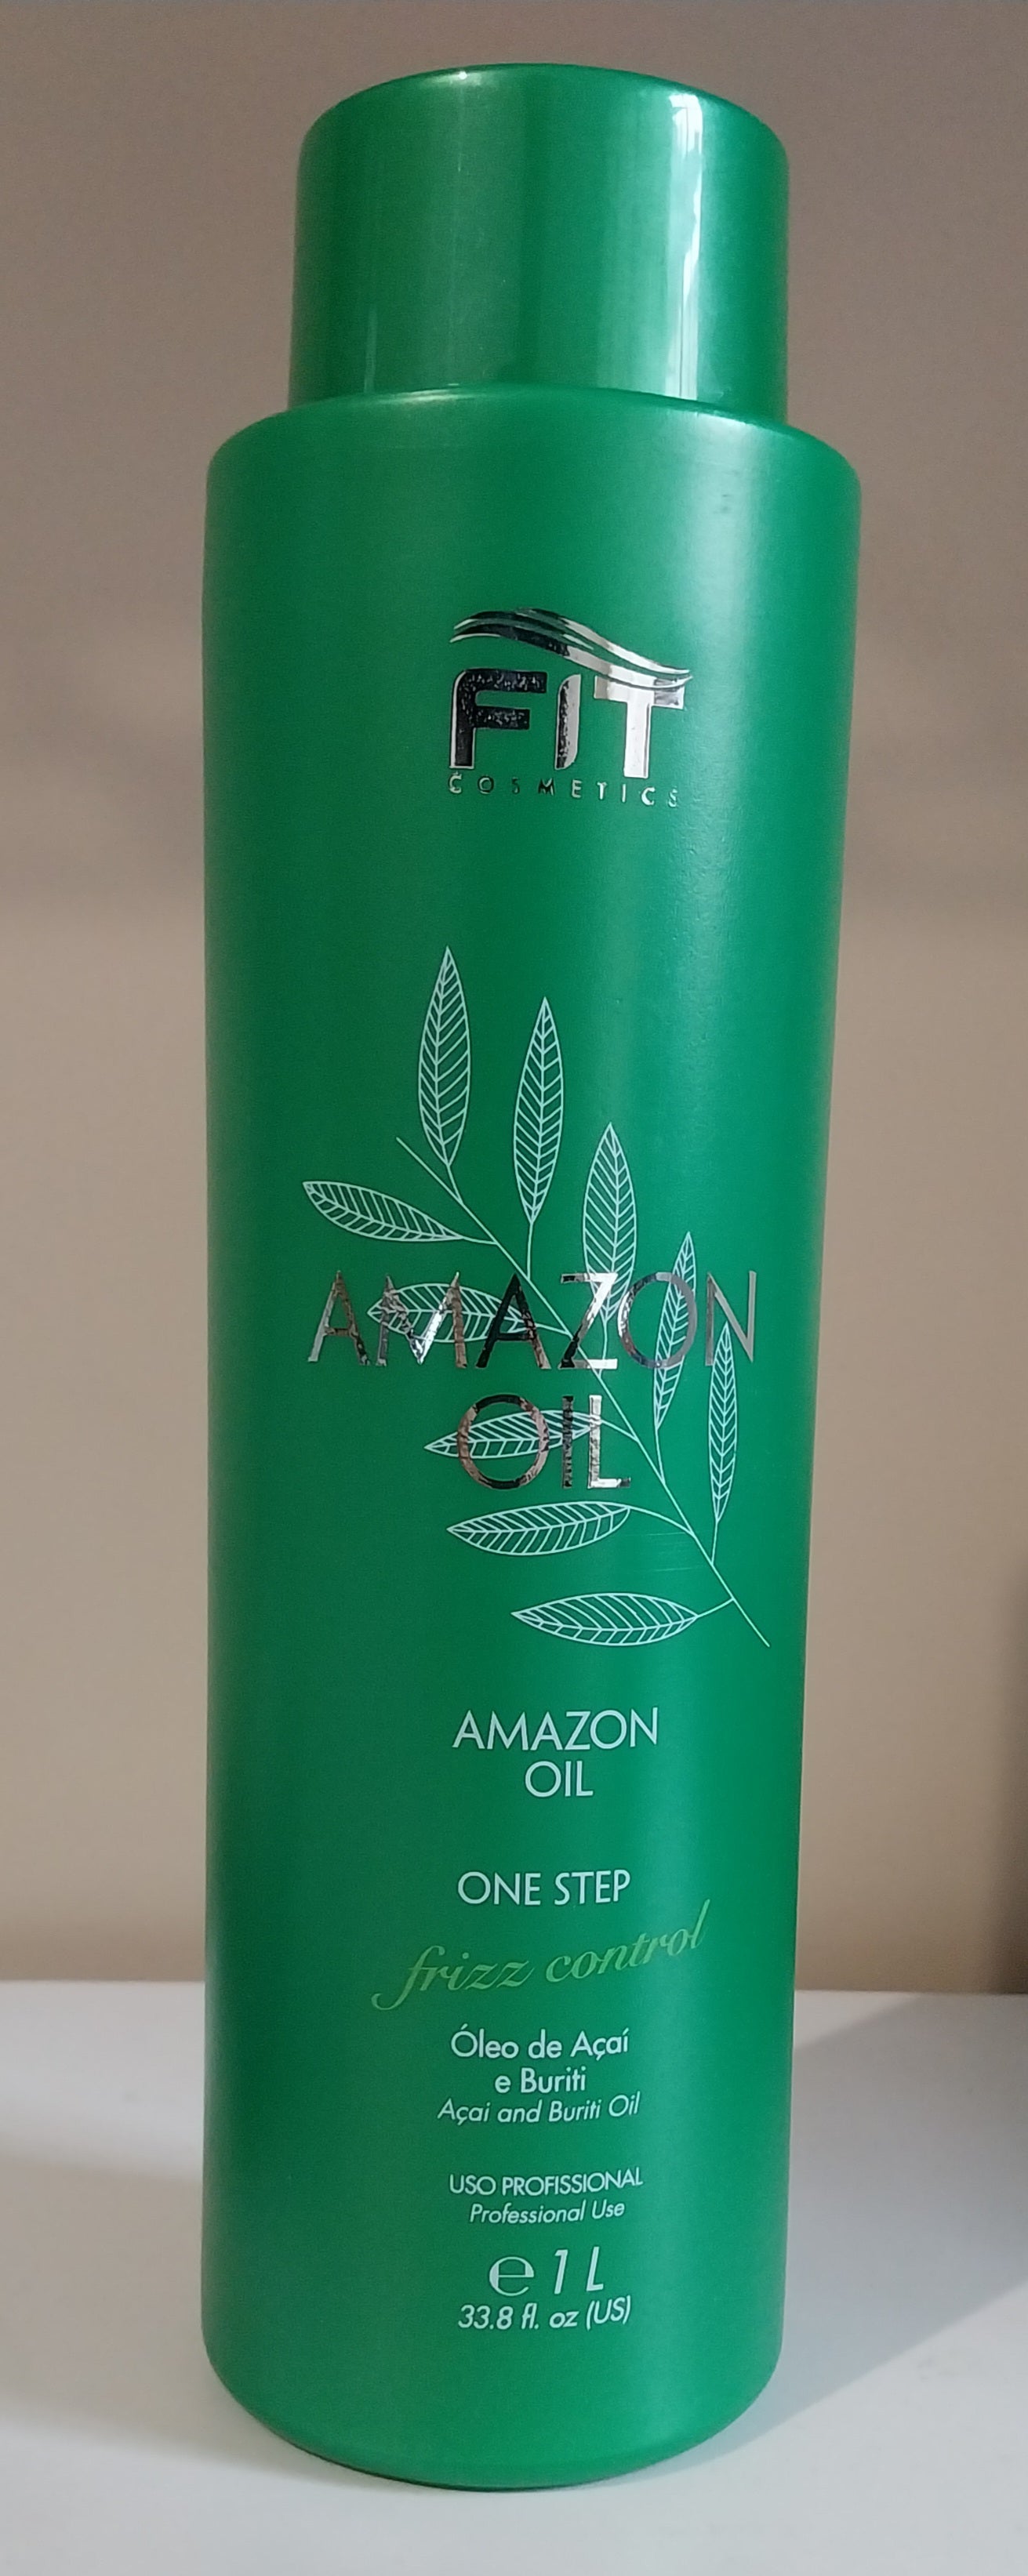 FIT
COSMETICS
AMAZON
OIL
AMAZON
OIL
ONE STEP
frizz control
Óleo de Açaí
e Buriti
Açai and Buriti Oil
USO PROFISSIONAL
Professional Use
℮ 1 L
33.8 fl. oz (US)